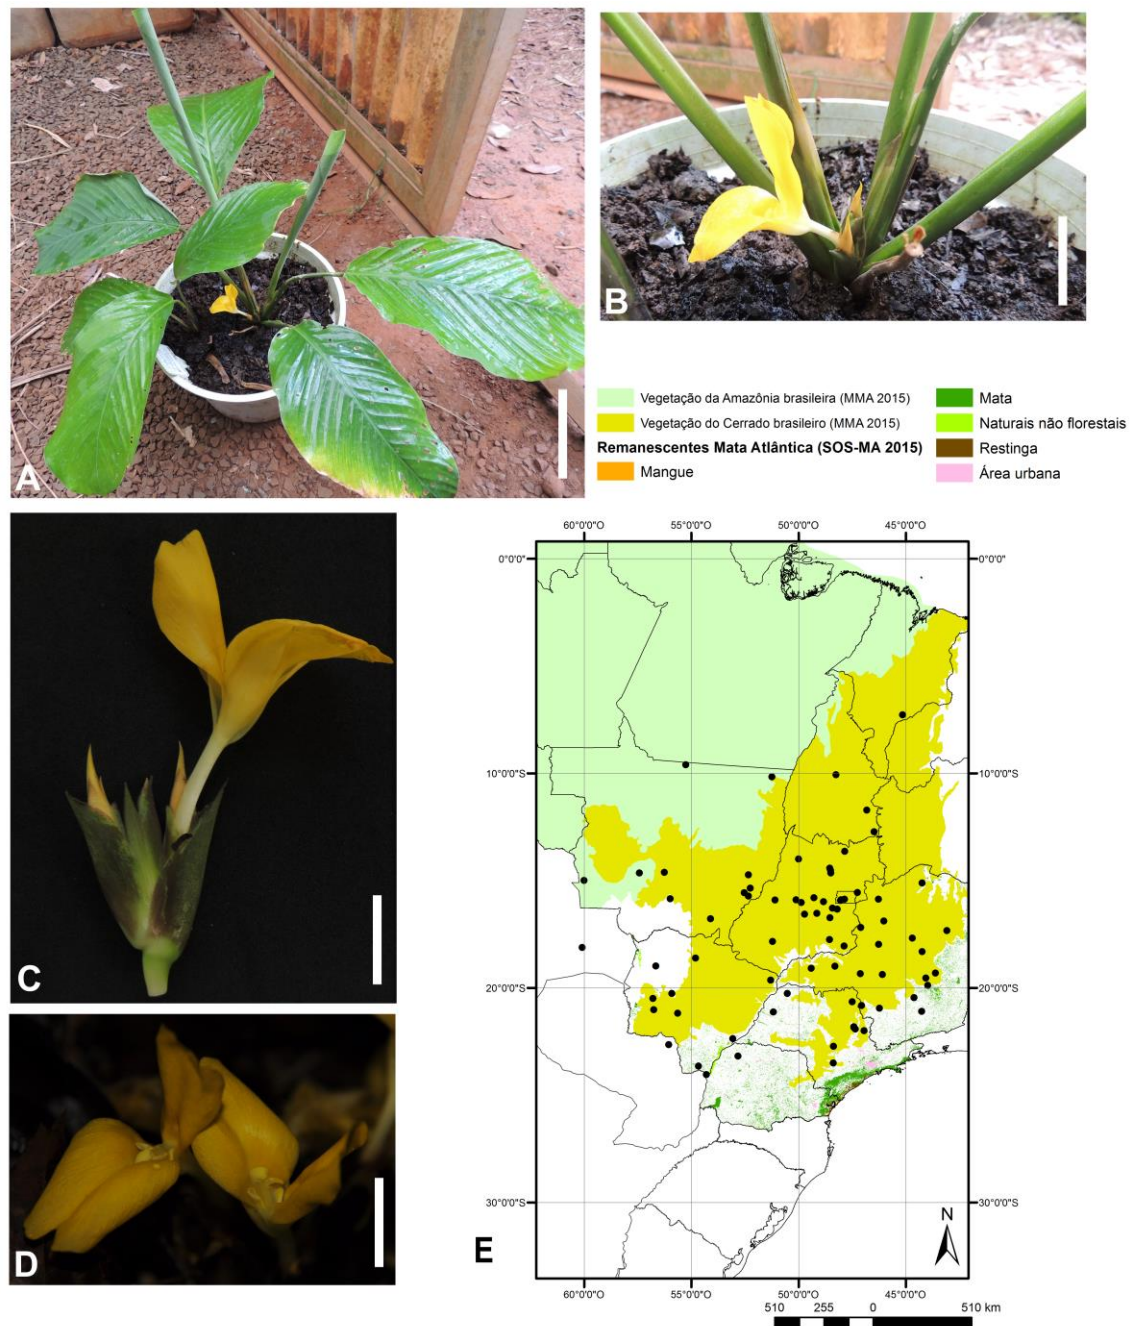 A
B
Vegetação da Amazônia brasileira (MMA 2015)
Vegetação do Cerrado brasileiro (MMA 2015)
Remanescentes Mata Atlântica (SOS-MA 2015)
Mangue
Mata
Naturais não florestais
Restinga
Área urbana
C
D
60°0'0"O 55°0'0"O 50°0'0"O 45°0'0"O
0°0'0" 0°0'0"
10°0'0"S 10°0'0"S
20°0'0"S 20°0'0"S
30°0'0"S 30°0'0"S
N
E
60°0'0"O 55°0'0"O 50°0'0"O 45°0'0"O
510 255 0 510 km